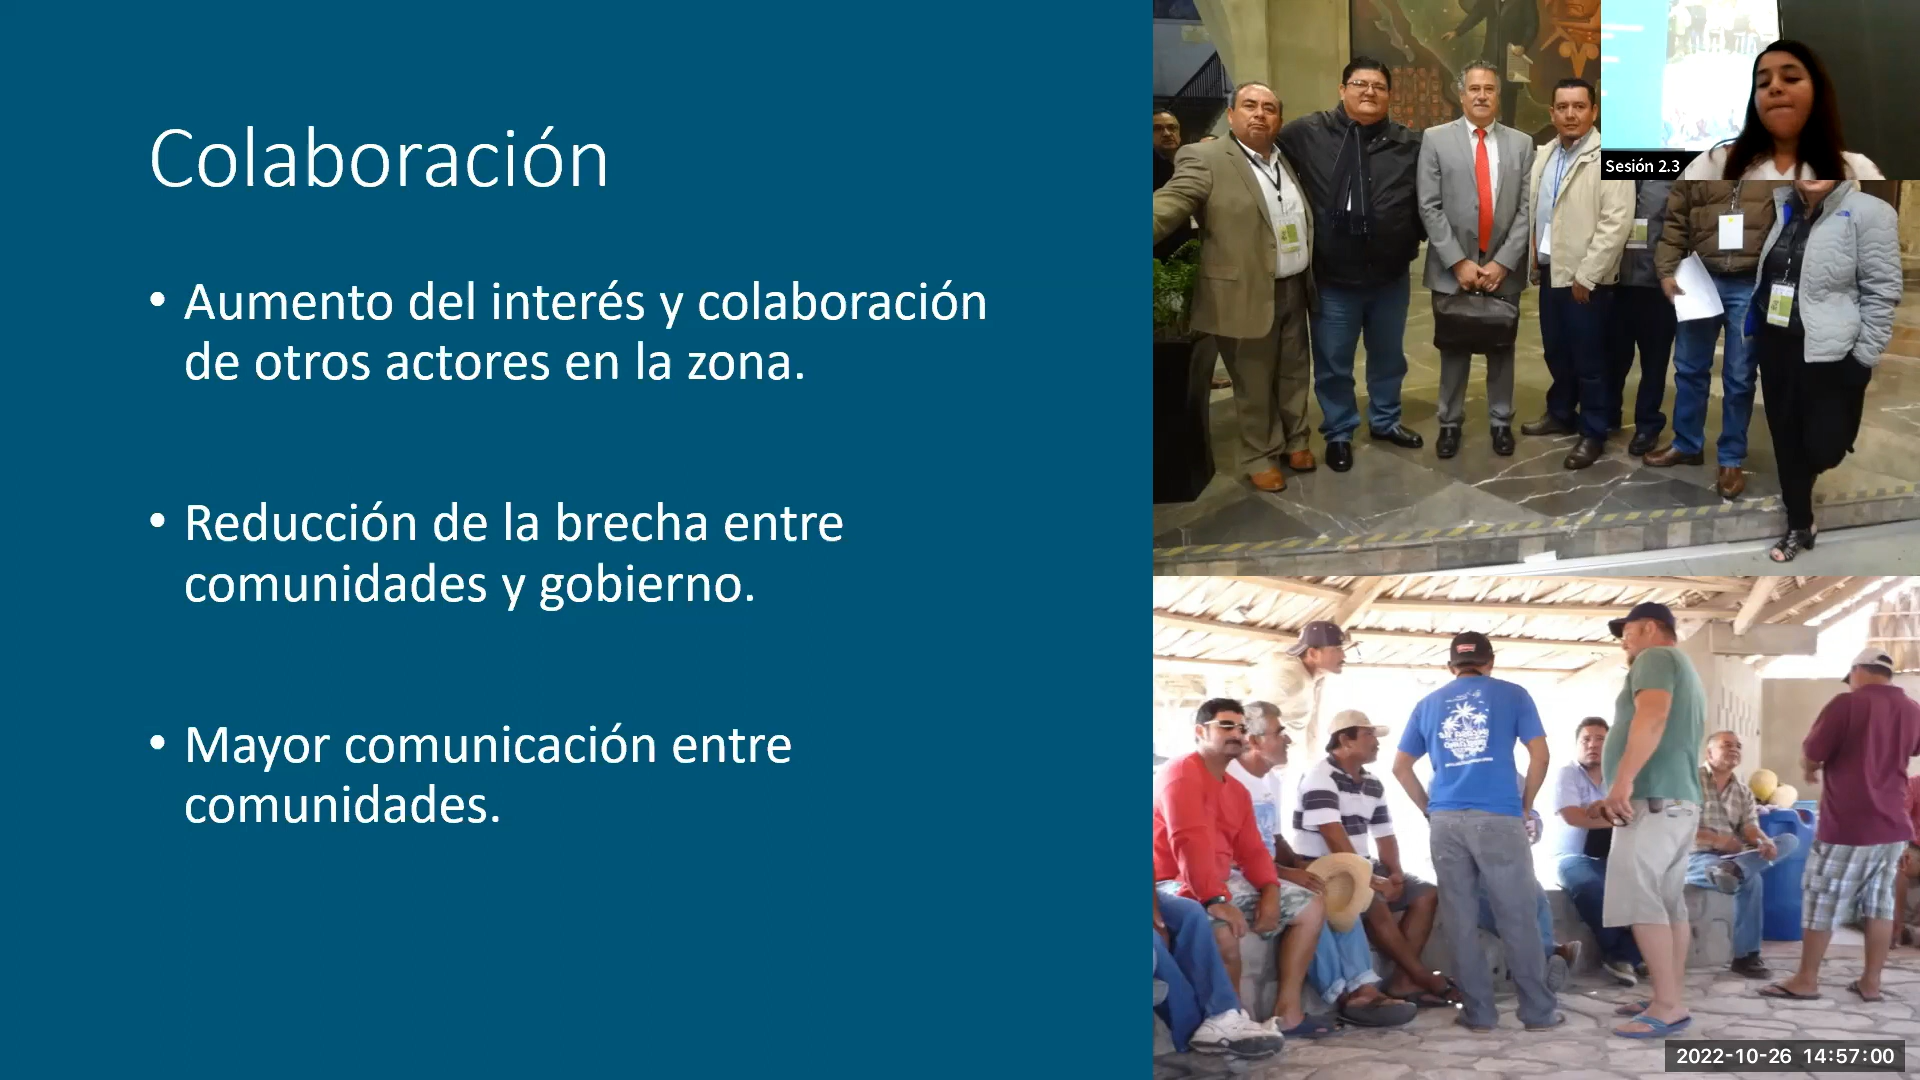 Colaboración
• Aumento del interés y colaboración
de otros actores en la zona.
• Reducción de la brecha entre
comunidades y gobierno.
• Mayor comunicación entre
comunidades.
Sesión 2.3
2022-10-26 14:57:00